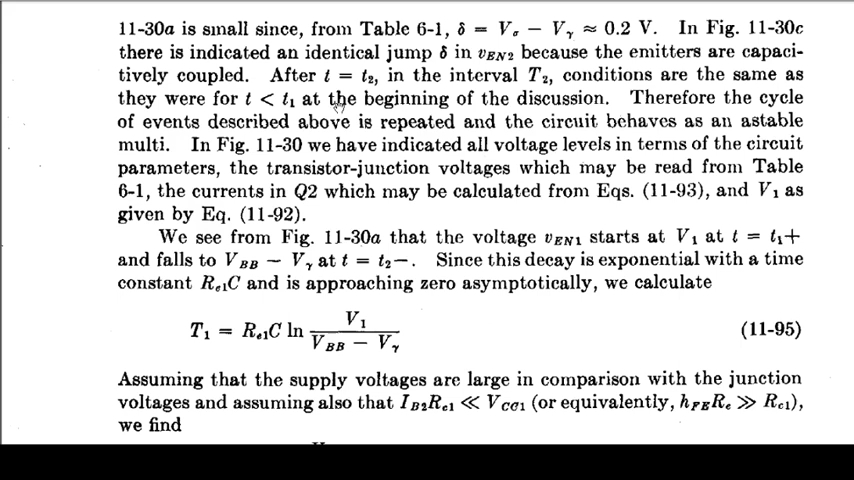 11-30a is small since, from Table 6-1, δ = Vσ − Vγ ≈ 0.2 V. In Fig. 11-30c
there is indicated an identical jump δ in vEN2 because the emitters are capaci-
tively coupled. After t = t2, in the interval T2, conditions are the same as
they were for t < t1 at the beginning of the discussion. Therefore the cycle
of events described above is repeated and the circuit behaves as an astable
multi. In Fig. 11-30 we have indicated all voltage levels in terms of the circuit
parameters, the transistor-junction voltages which may be read from Table
6-1, the currents in Q2 which may be calculated from Eqs. (11-93), and V1 as
given by Eq. (11-92).
We see from Fig. 11-30a that the voltage vEN1 starts at V1 at t = t1+
and falls to VBB − Vγ at t = t2−. Since this decay is exponential with a time
constant Re1C and is approaching zero asymptotically, we calculate
T1 = Re1C ln V1 / (VBB − Vγ) (11-95)
Assuming that the supply voltages are large in comparison with the junction
voltages and assuming also that IB2Rc1 ≪ VCC1 (or equivalently, hFERe ≫ Rc1),
we find